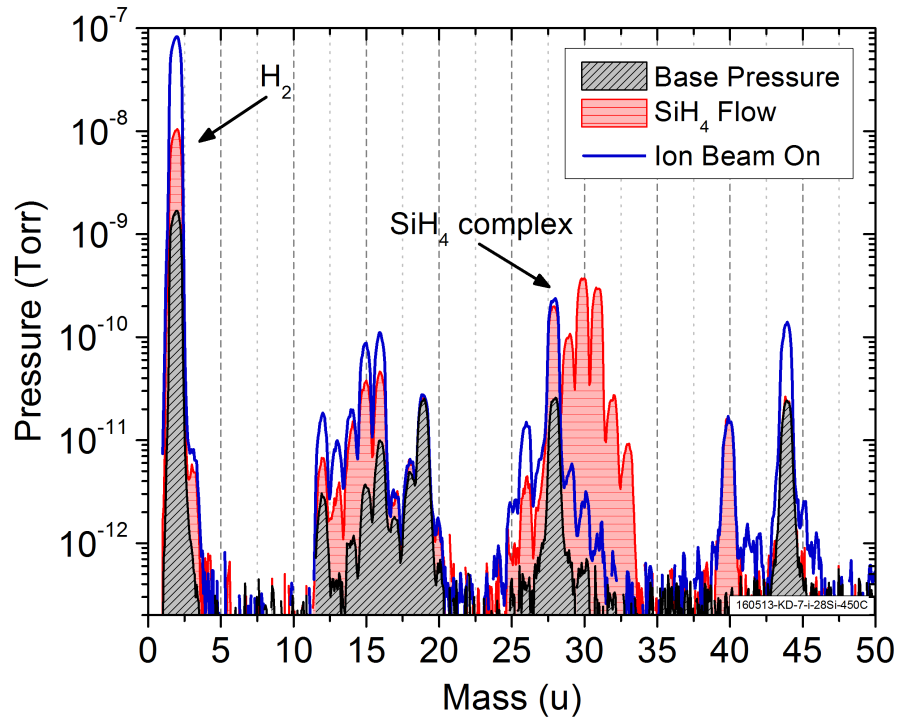 10⁻⁷
10⁻⁸
10⁻⁹
10⁻¹⁰
10⁻¹¹
10⁻¹²
Pressure (Torr)
H₂
SiH₄ complex
Base Pressure
SiH₄ Flow
Ion Beam On
160513-KD-7-i-28Si-450C
0 5 10 15 20 25 30 35 40 45 50
Mass (u)